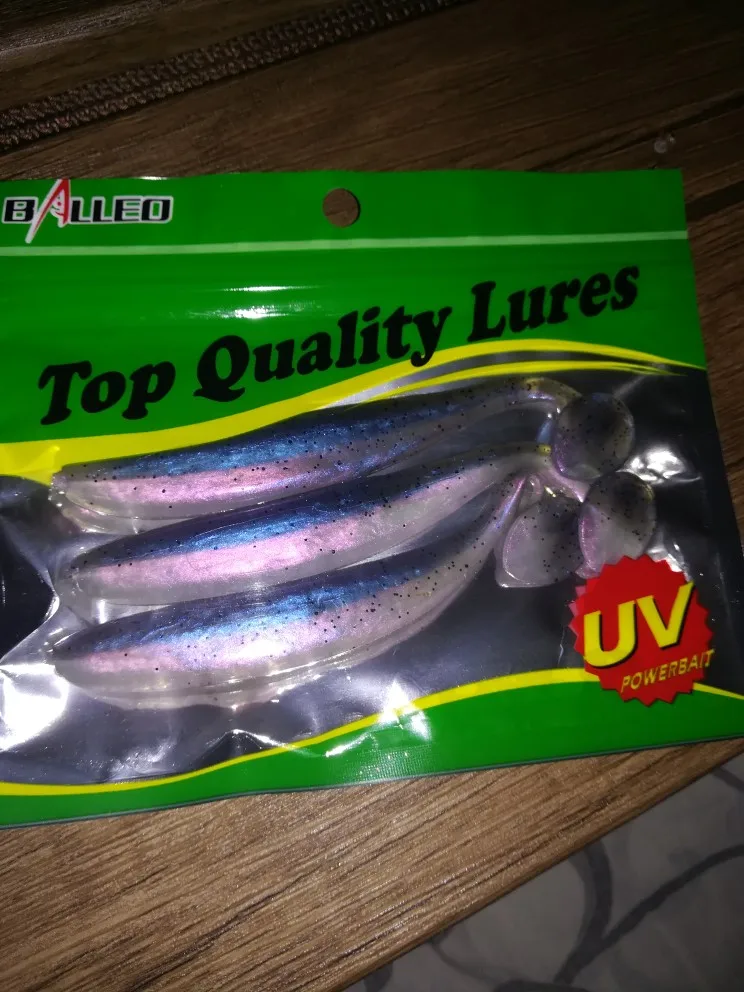 BALLEO
Top Quality Lures
UV
POWERBAIT